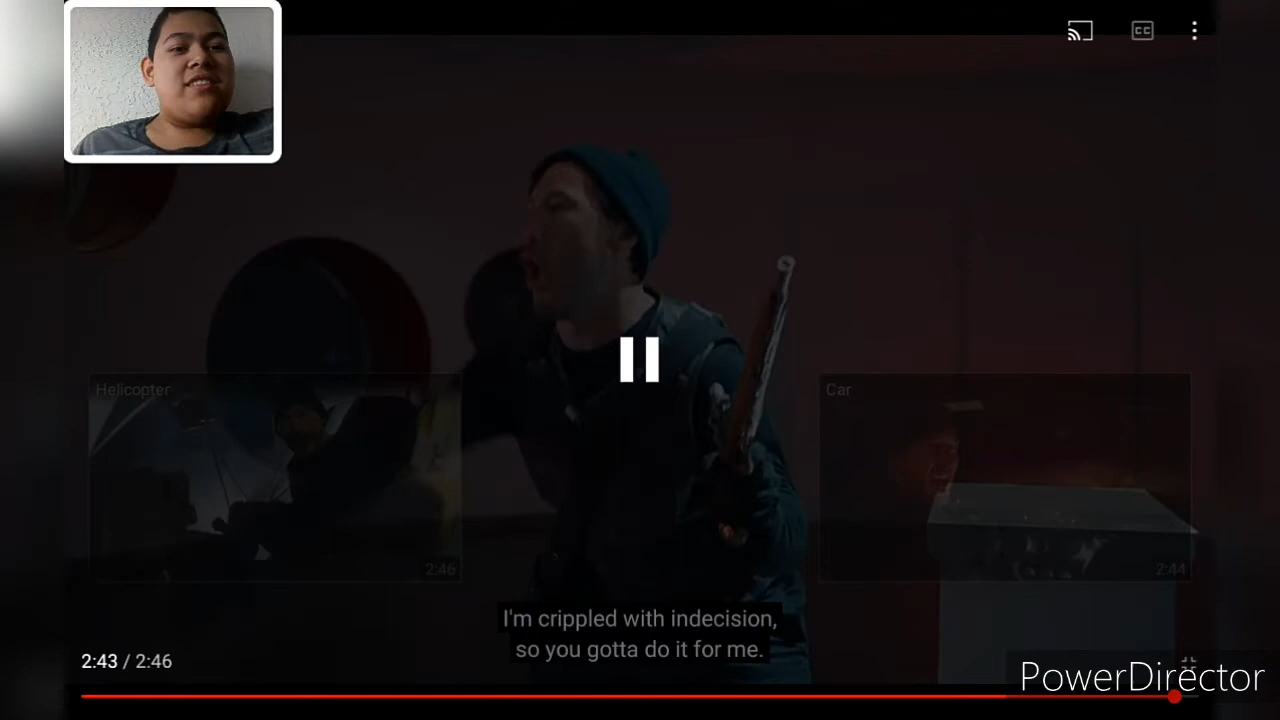 CC
Helicopter
Car
2:46
2:44
I'm crippled with indecision,
so you gotta do it for me.
2:43 / 2:46
PowerDirector